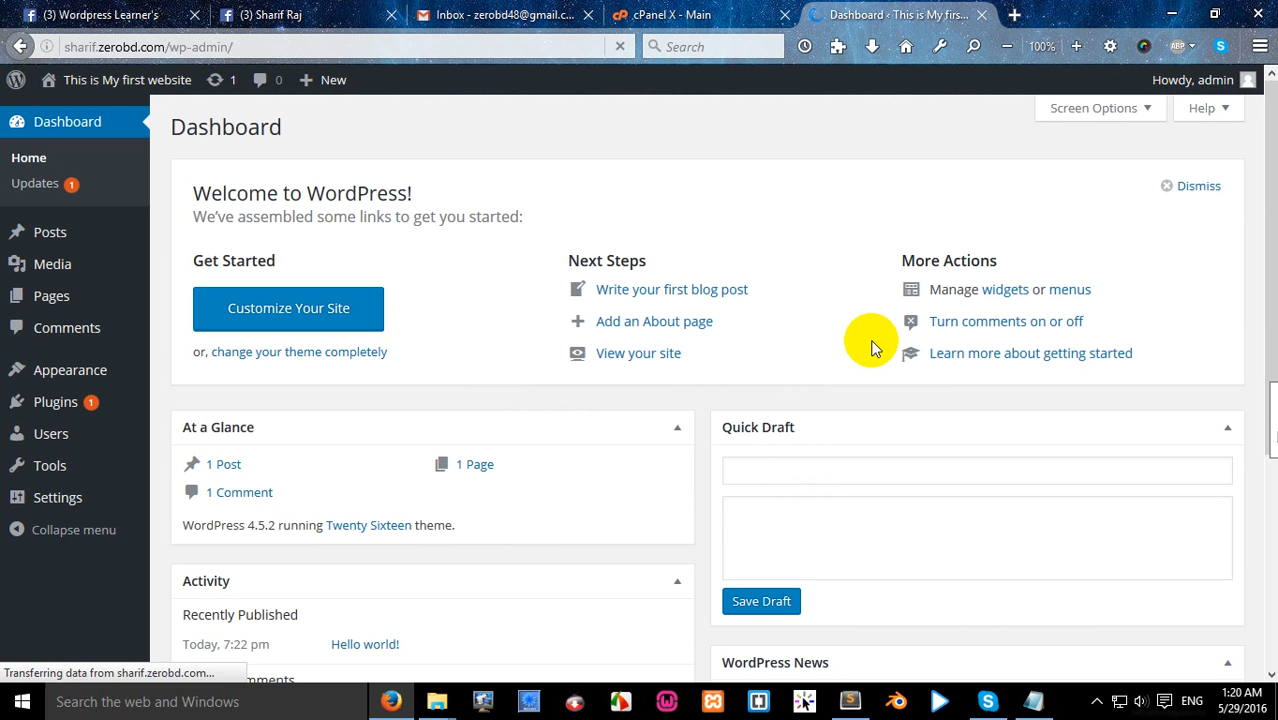 (3) Wordpress Learner's
(3) Sharif Raj
Inbox - zerobd48@gmail.c...
cPanel X - Main
Dashboard ‹ This is My firs...
sharif.zerobd.com/wp-admin/
Search
100%
ABP
This is My first website
1
0
New
Howdy, admin
Dashboard
Home
Updates 1
Posts
Media
Pages
Comments
Appearance
Plugins 1
Users
Tools
Settings
Collapse menu
Screen Options
Help
Dashboard
Welcome to WordPress!
We've assembled some links to get you started:
Dismiss
Get Started
Customize Your Site
or, change your theme completely
Next Steps
Write your first blog post
Add an About page
View your site
More Actions
Manage widgets or menus
Turn comments on or off
Learn more about getting started
At a Glance
1 Post
1 Page
1 Comment
WordPress 4.5.2 running Twenty Sixteen theme.
Activity
Recently Published
Today, 7:22 pm
Hello world!
Quick Draft
Save Draft
WordPress News
Transferring data from sharif.zerobd.com...
Search the web and Windows
ENG
1:20 AM
5/29/2016